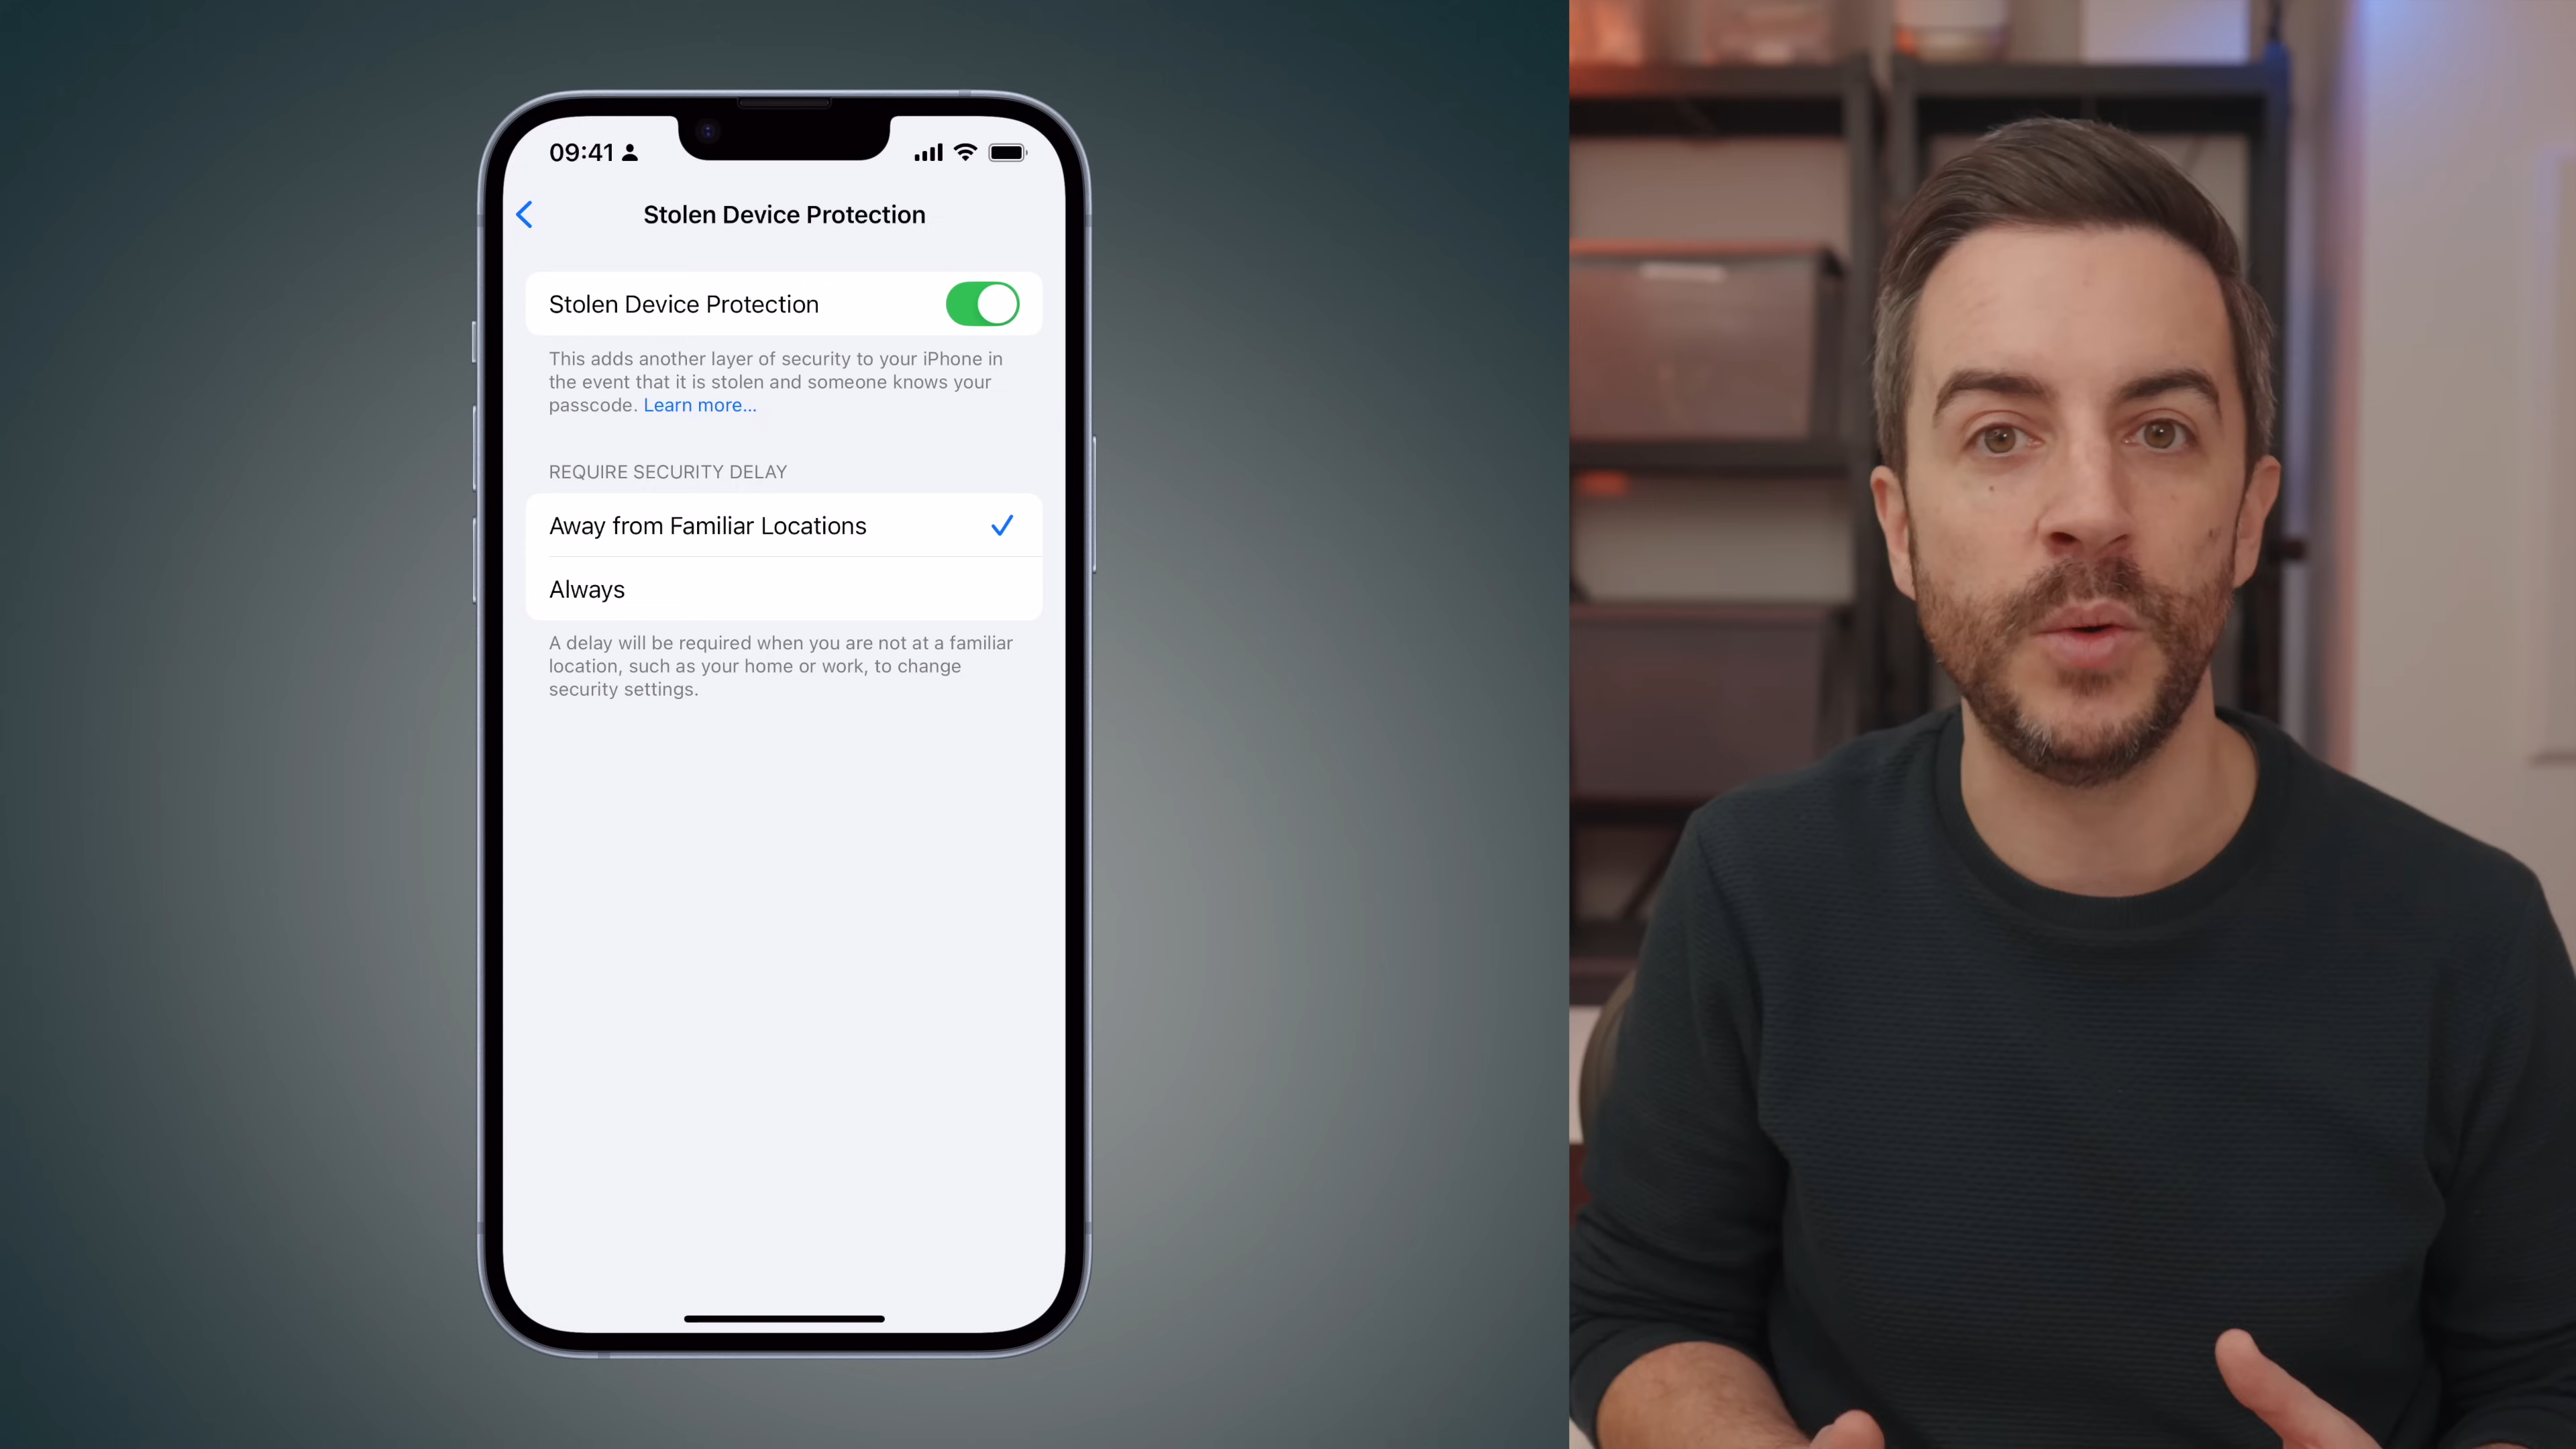 09:41
Stolen Device Protection
Stolen Device Protection
This adds another layer of security to your iPhone in
the event that it is stolen and someone knows your
passcode. Learn more...
REQUIRE SECURITY DELAY
Away from Familiar Locations
Always
A delay will be required when you are not at a familiar
location, such as your home or work, to change
security settings.